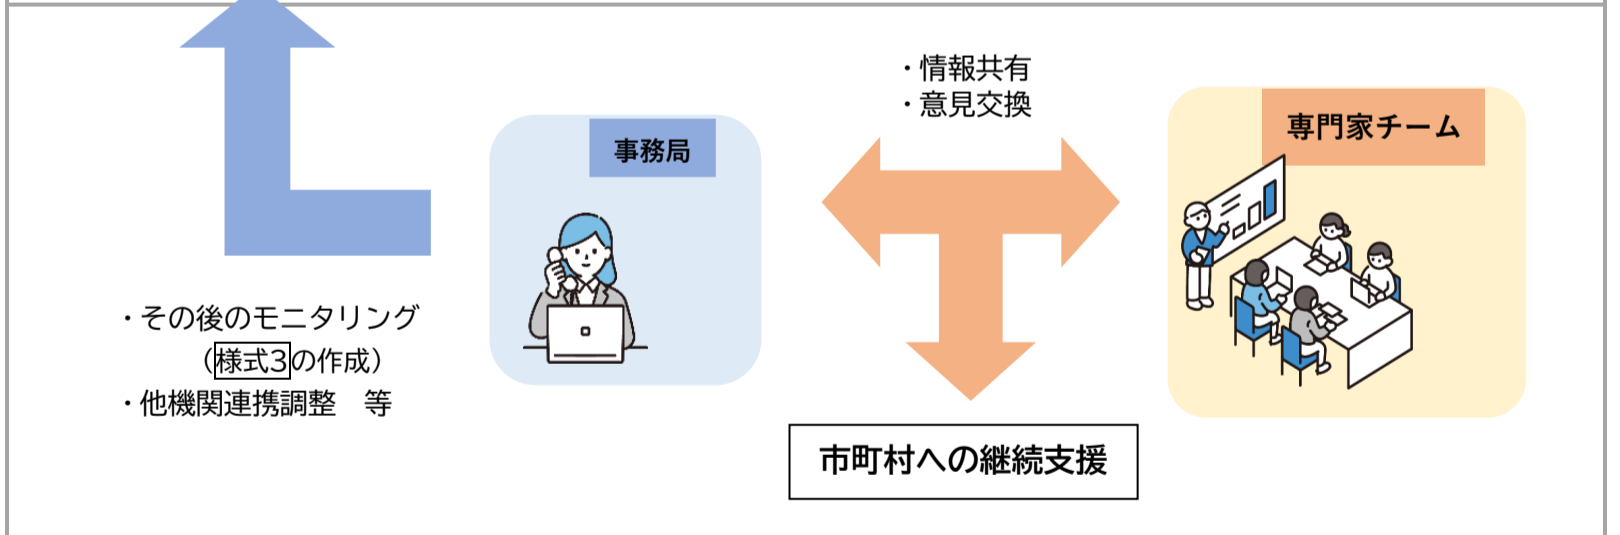 ・情報共有
・意見交換
事務局
専門家チーム
・その後のモニタリング
（様式3の作成）
・他機関連携調整　等
市町村への継続支援